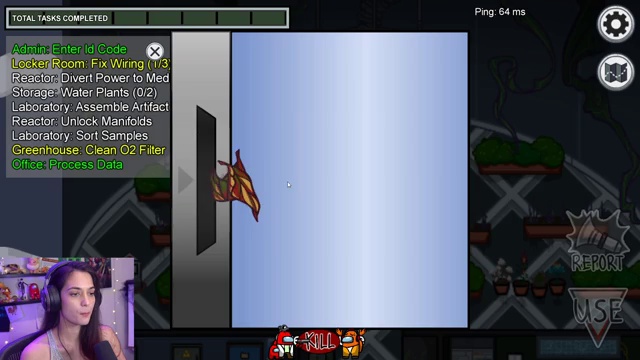 TOTAL TASKS COMPLETED
Ping: 64 ms
Admin: Enter Id Code
Locker Room: Fix Wiring (1/3)
Reactor: Divert Power to Med
Storage: Water Plants (0/2)
Laboratory: Assemble Artifact
Reactor: Unlock Manifolds
Laboratory: Sort Samples
Greenhouse: Clean O2 Filter
Office: Process Data
REPORT
USE
KILL